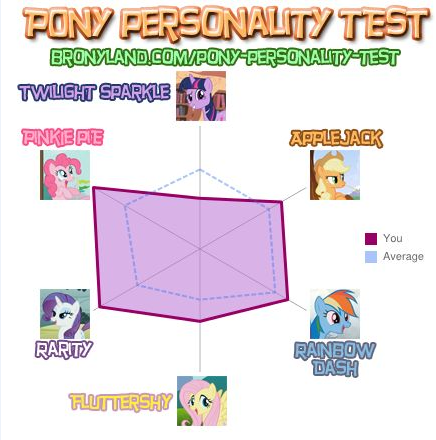 PONY PERSONALITY TEST
BRONYLAND.COM/PONY-PERSONALITY-TEST
TWILIGHT SPARKLE
PINKIE PIE
APPLEJACK
You
Average
RARITY
RAINBOW
DASH
FLUTTERSHY